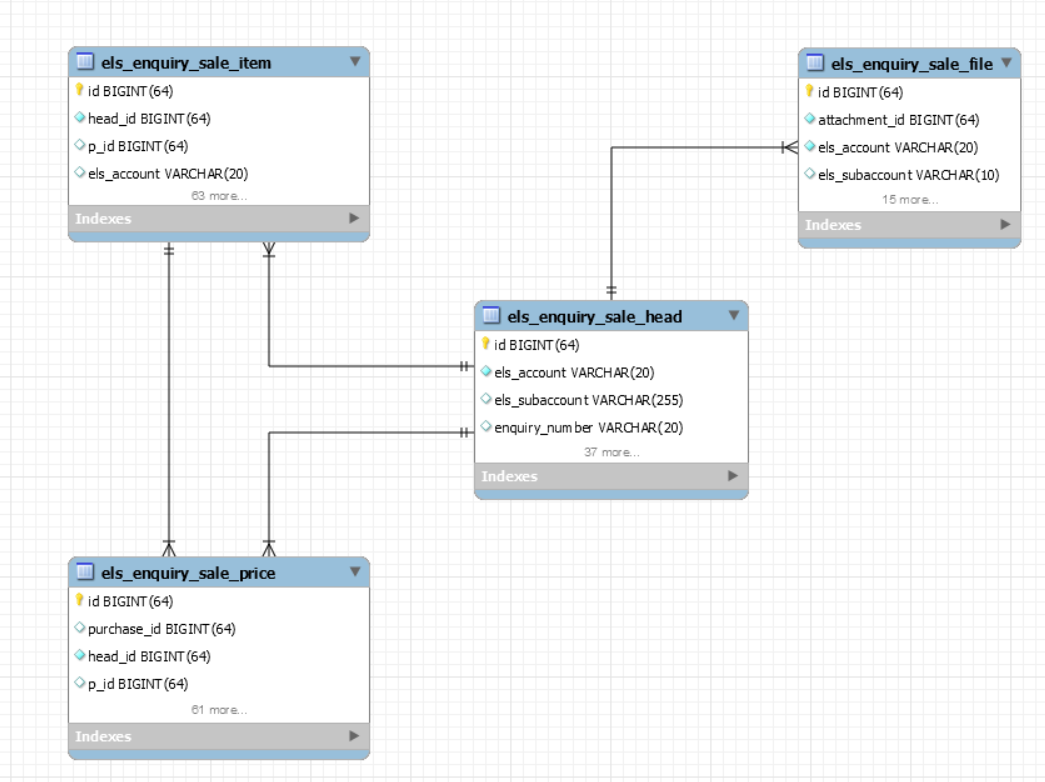 els_enquiry_sale_item
id BIGINT(64)
head_id BIGINT(64)
p_id BIGINT(64)
els_account VARCHAR(20)
63 more...
Indexes
els_enquiry_sale_file
id BIGINT(64)
attachment_id BIGINT(64)
els_account VARCHAR(20)
els_subaccount VARCHAR(10)
15 more...
Indexes
els_enquiry_sale_head
id BIGINT(64)
els_account VARCHAR(20)
els_subaccount VARCHAR(255)
enquiry_number VARCHAR(20)
37 more...
Indexes
els_enquiry_sale_price
id BIGINT(64)
purchase_id BIGINT(64)
head_id BIGINT(64)
p_id BIGINT(64)
61 more...
Indexes